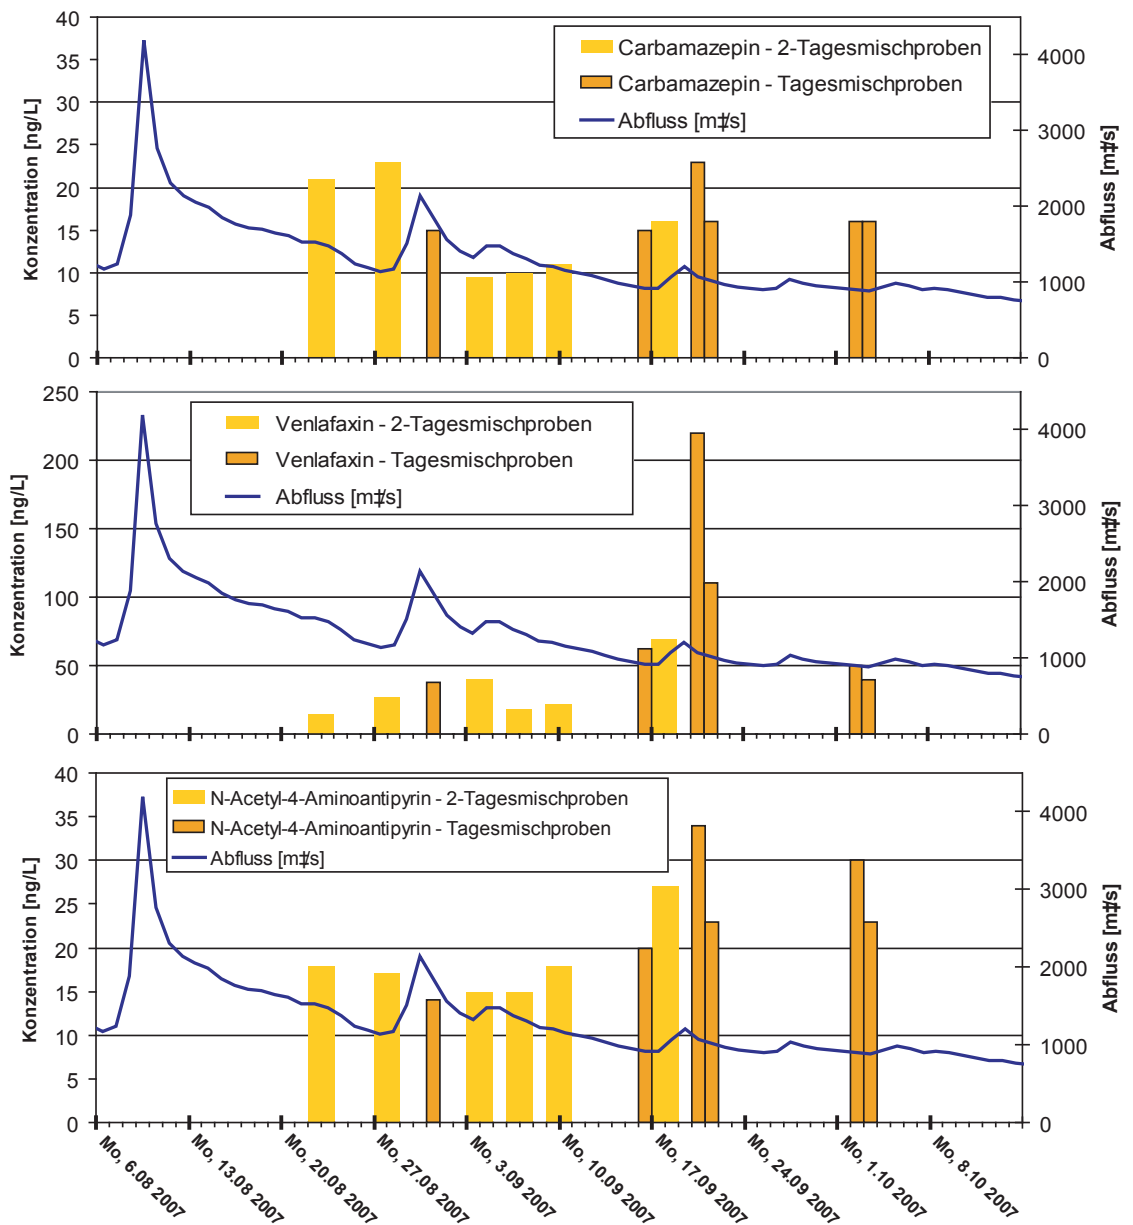 40
35
30
25
20
15
10
5
0
Konzentration [ng/L]
Carbamazepin - 2-Tagesmischproben
Carbamazepin - Tagesmischproben
Abfluss [m‡/s]
4000
3000
2000
1000
0
Abfluss [m‡/s]
250
200
150
100
50
0
Konzentration [ng/L]
Venlafaxin - 2-Tagesmischproben
Venlafaxin - Tagesmischproben
Abfluss [m‡/s]
4000
3000
2000
1000
0
Abfluss [m‡/s]
40
35
30
25
20
15
10
5
0
Konzentration [ng/L]
N-Acetyl-4-Aminoantipyrin - 2-Tagesmischproben
N-Acetyl-4-Aminoantipyrin - Tagesmischproben
Abfluss [m‡/s]
4000
3000
2000
1000
0
Abfluss [m‡/s]
Mo, 6.08 2007
Mo, 13.08 2007
Mo, 20.08 2007
Mo, 27.08 2007
Mo, 3.09 2007
Mo, 10.09 2007
Mo, 17.09 2007
Mo, 24.09 2007
Mo, 1.10 2007
Mo, 8.10 2007